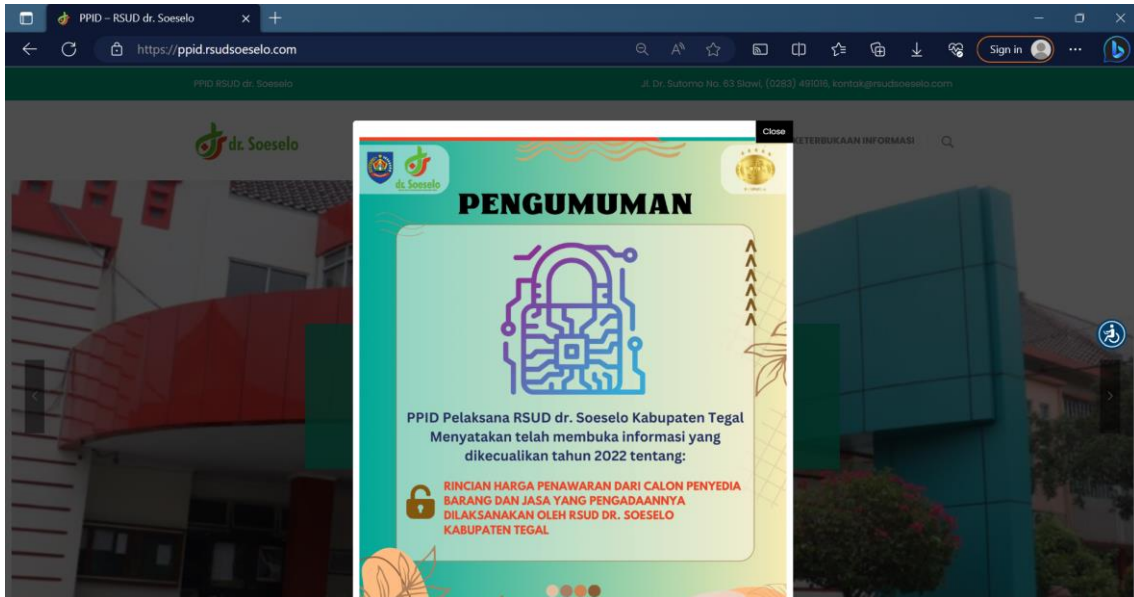 PPID – RSUD dr. Soeselo
https://ppid.rsudsoeselo.com
Sign in
PPID RSUD dr. Soeselo
Jl. Dr. Sutomo No. 63 Slawi, (0283) 491016, kontak@rsudsoeselo.com
dr. Soeselo
Close
KETERBUKAAN INFORMASI
dr. Soeselo
PENGUMUMAN
PPID Pelaksana RSUD dr. Soeselo Kabupaten Tegal
Menyatakan telah membuka informasi yang
dikecualikan tahun 2022 tentang:
RINCIAN HARGA PENAWARAN DARI CALON PENYEDIA
BARANG DAN JASA YANG PENGADAANNYA
DILAKSANAKAN OLEH RSUD DR. SOESELO
KABUPATEN TEGAL